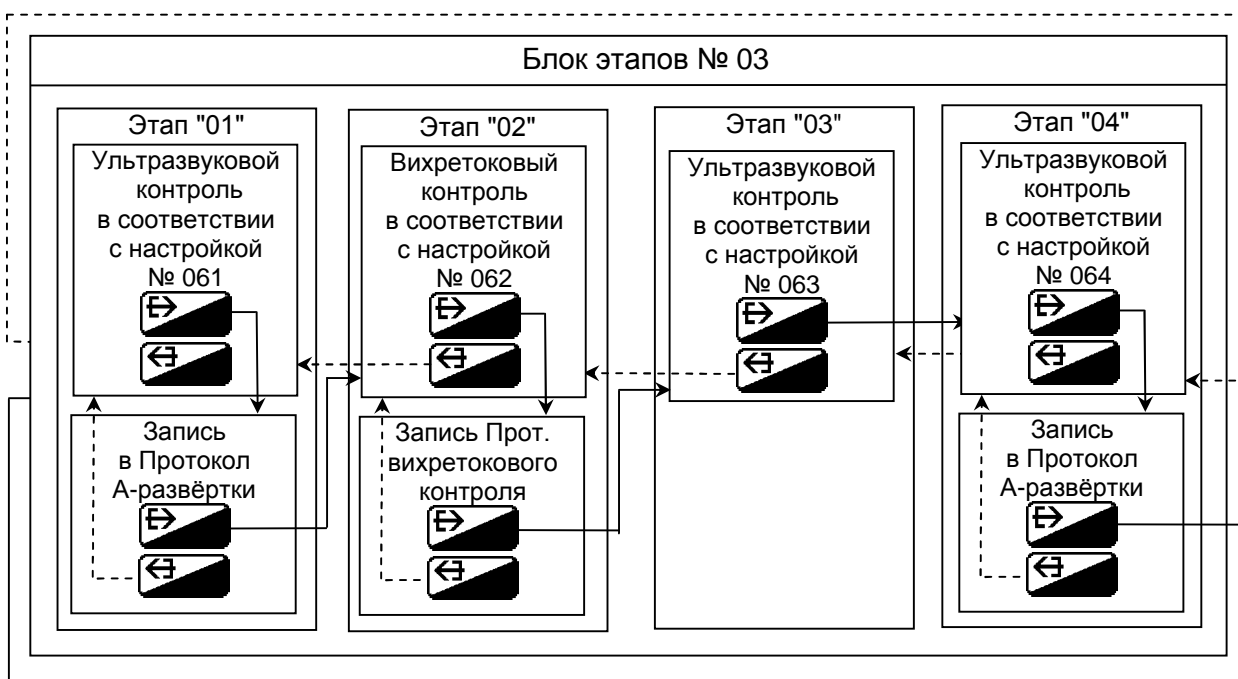 Блок этапов № 03
Этап "01"
Ультразвуковой
контроль
в соответствии
с настройкой
№ 061
Запись
в Протокол
А-развёртки
Этап "02"
Вихретоковый
контроль
в соответствии
с настройкой
№ 062
Запись Прот.
вихретокового
контроля
Этап "03"
Ультразвуковой
контроль
в соответствии
с настройкой
№ 063
Этап "04"
Ультразвуковой
контроль
в соответствии
с настройкой
№ 064
Запись
в Протокол
А-развёртки